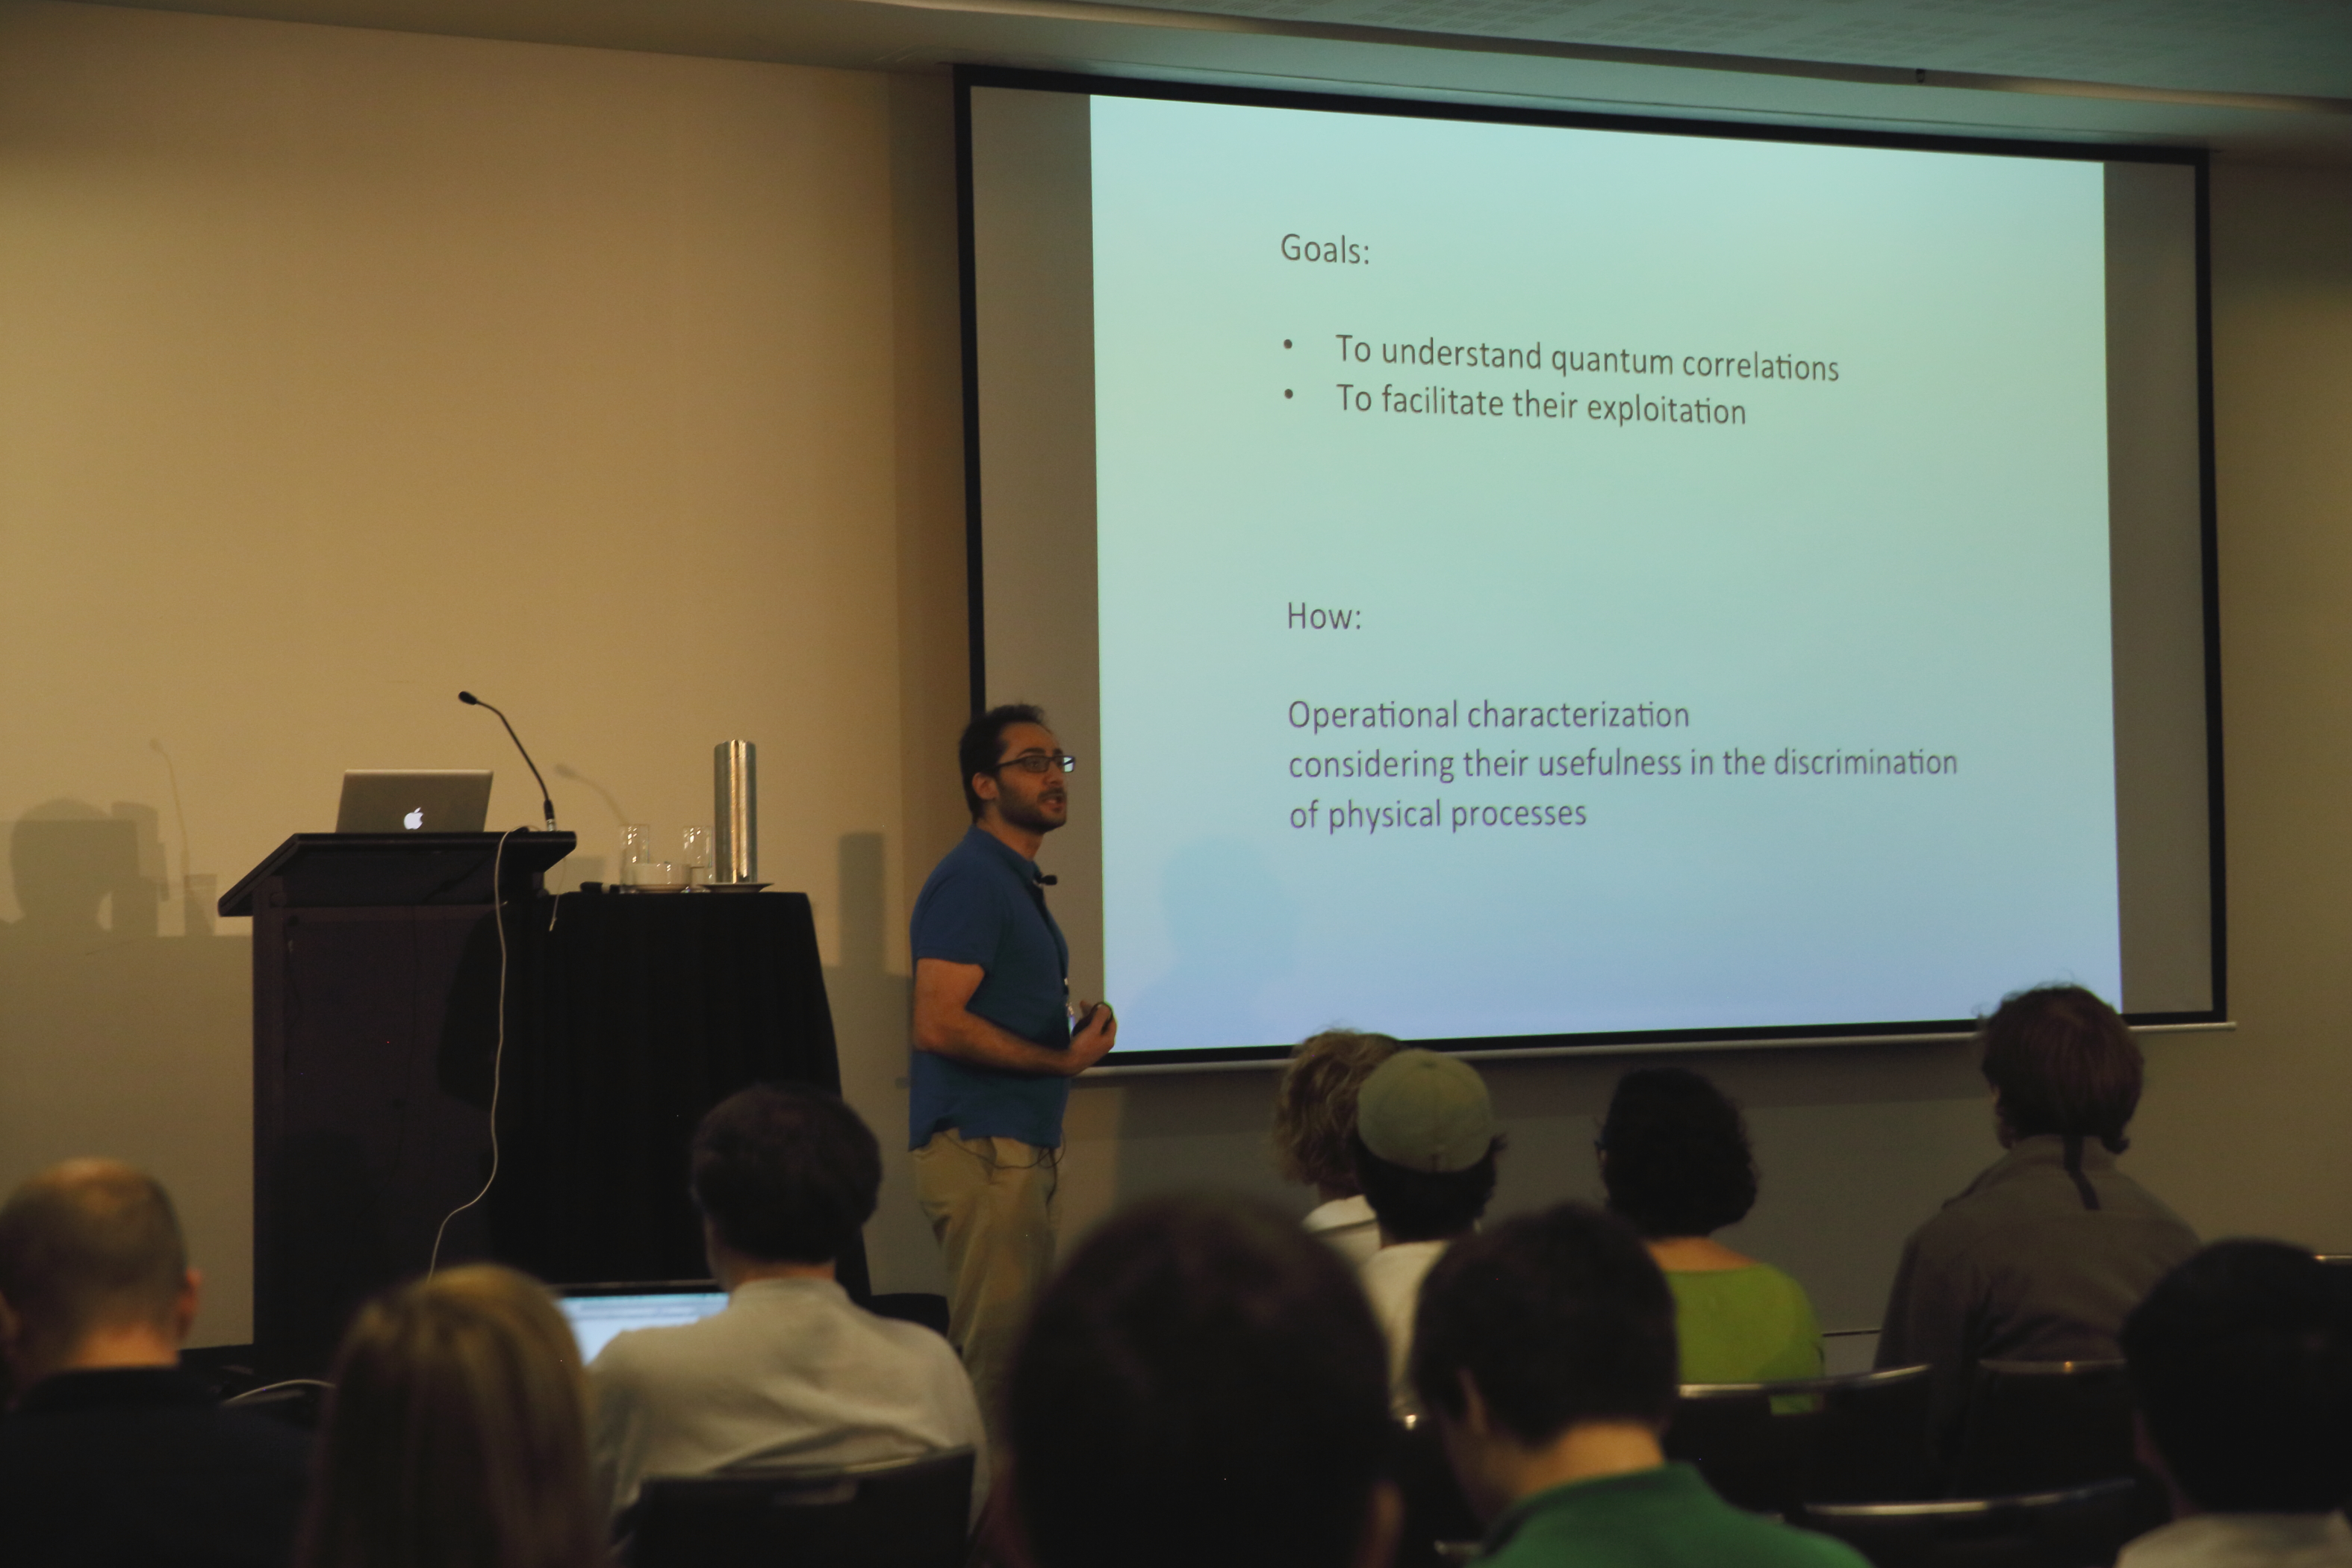 Goals:
• To understand quantum correlations
• To facilitate their exploitation
How:
Operational characterization
considering their usefulness in the discrimination
of physical processes